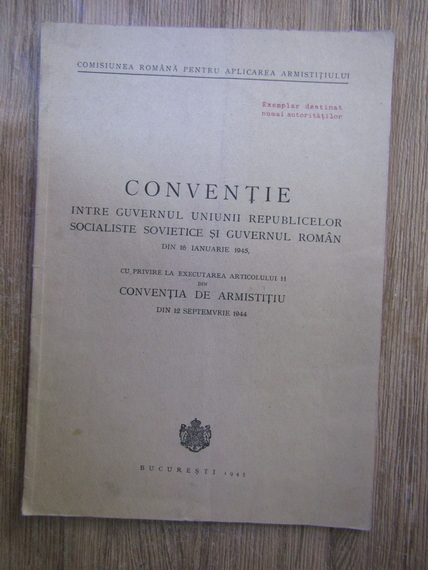 COMISIUNEA ROMÂNĂ PENTRU APLICAREA ARMISTIȚIULUI
Exemplar destinat
numai autorităților
CONVENȚIE
INTRE GUVERNUL UNIUNII REPUBLICELOR
SOCIALISTE SOVIETICE ȘI GUVERNUL ROMÂN
DIN 16 IANUARIE 1945,
CU PRIVIRE LA EXECUTAREA ARTICOLULUI 11
DIN
CONVENȚIA DE ARMISTIȚIU
DIN 12 SEPTEMVRIE 1944
BUCUREȘTI 1945